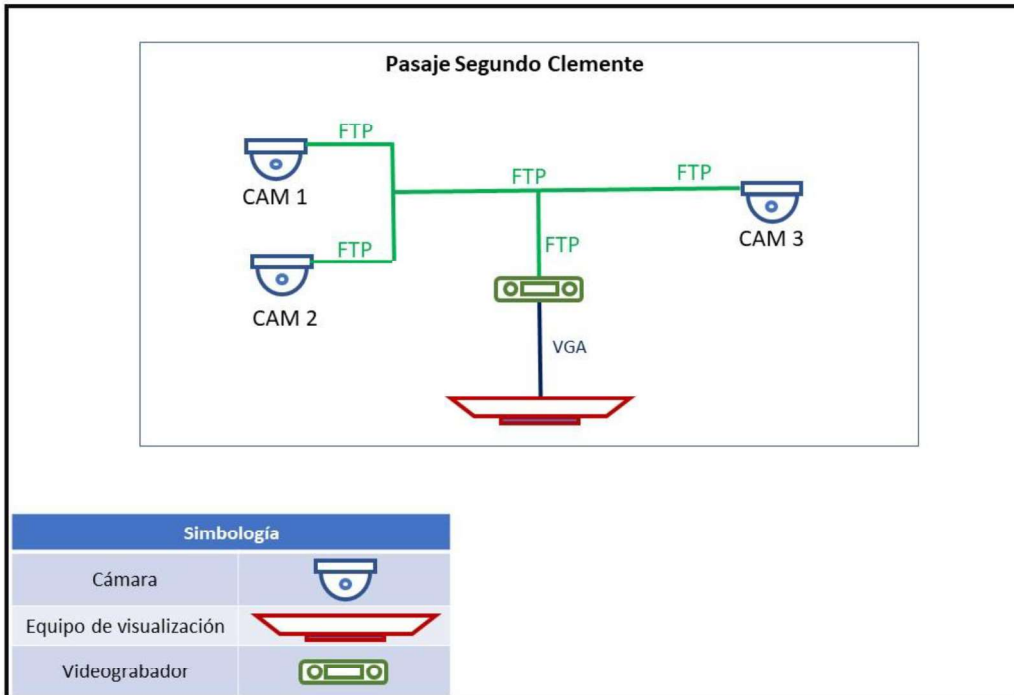 Pasaje Segundo Clemente
FTP
CAM 1
FTP
FTP
FTP
CAM 3
FTP
CAM 2
VGA
Simbología
Cámara
Equipo de visualización
Videograbador